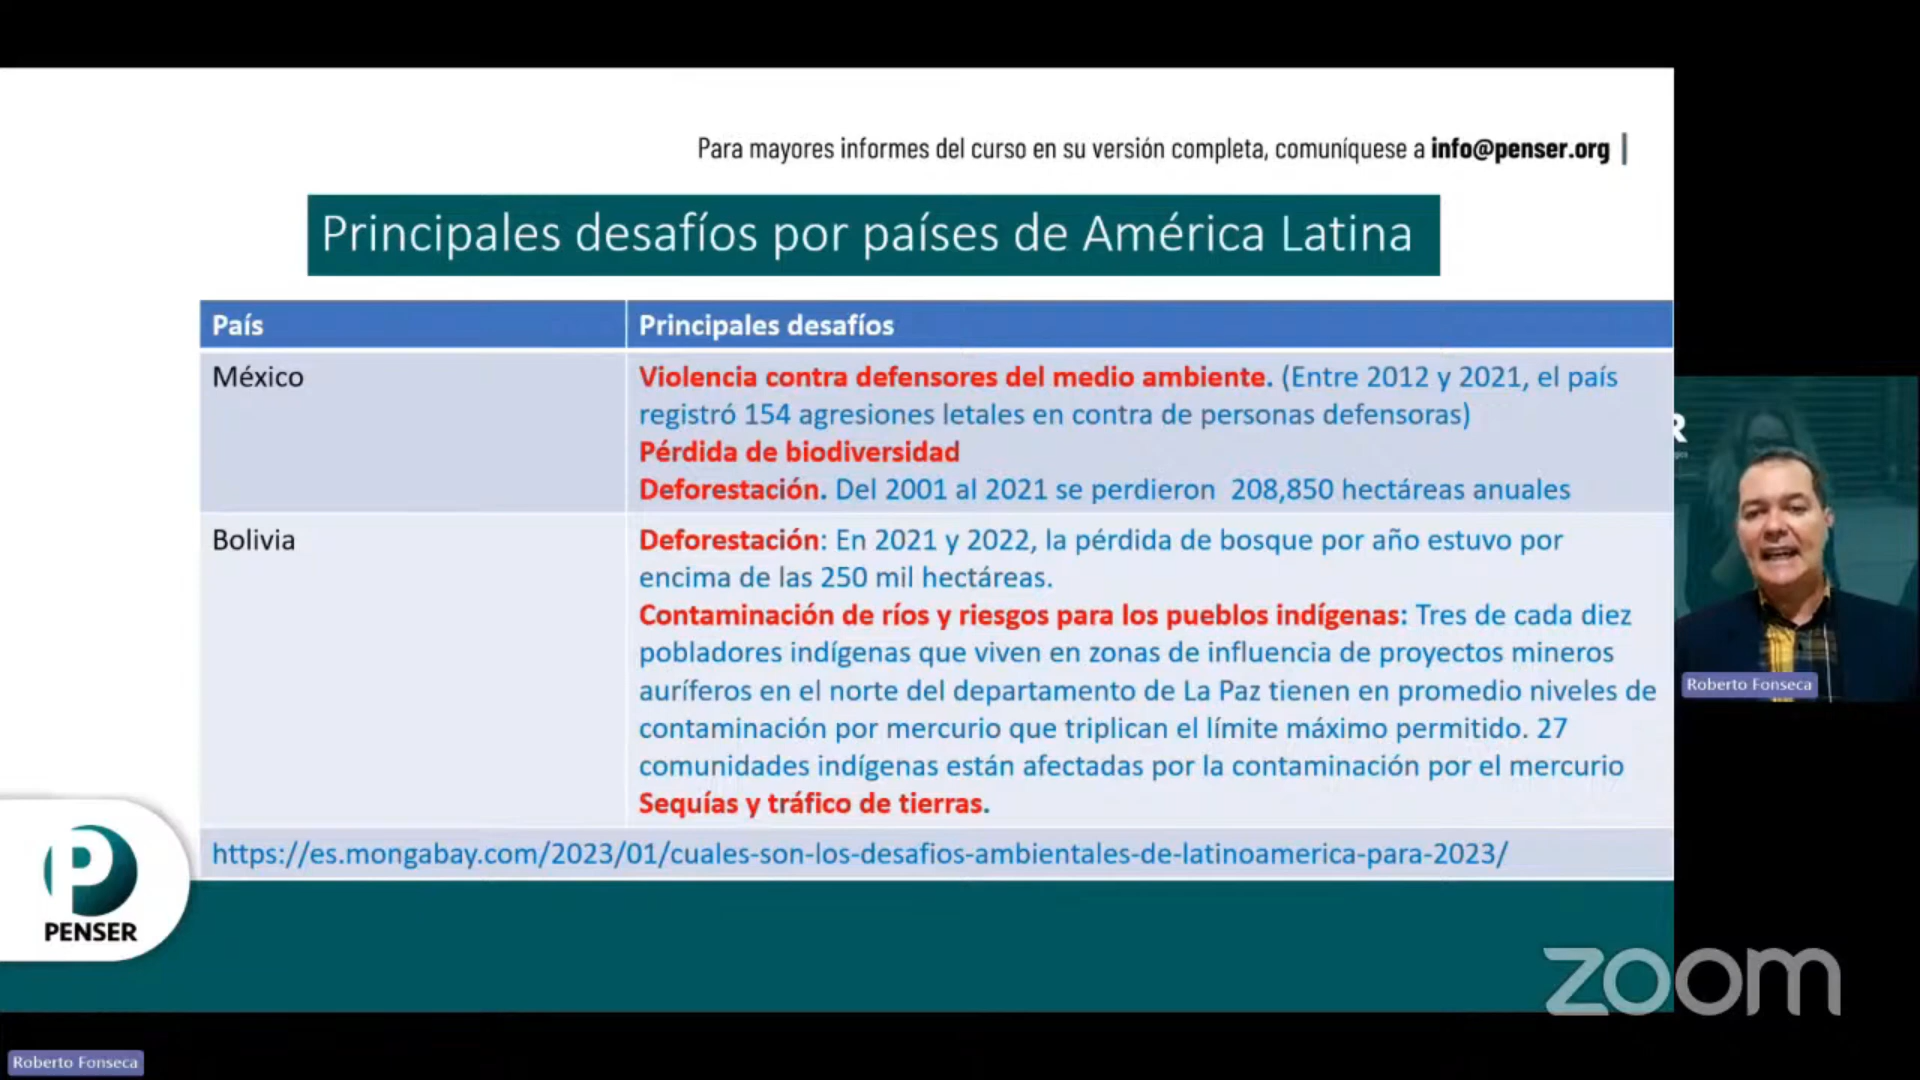 Para mayores informes del curso en su versión completa, comuníquese a info@penser.org |
Principales desafíos por países de América Latina
País
Principales desafíos
México
Violencia contra defensores del medio ambiente. (Entre 2012 y 2021, el país
registró 154 agresiones letales en contra de personas defensoras)
Pérdida de biodiversidad
Deforestación. Del 2001 al 2021 se perdieron 208,850 hectáreas anuales
Bolivia
Deforestación: En 2021 y 2022, la pérdida de bosque por año estuvo por
encima de las 250 mil hectáreas.
Contaminación de ríos y riesgos para los pueblos indígenas: Tres de cada diez
pobladores indígenas que viven en zonas de influencia de proyectos mineros
auríferos en el norte del departamento de La Paz tienen en promedio niveles de
contaminación por mercurio que triplican el límite máximo permitido. 27
comunidades indígenas están afectadas por la contaminación por el mercurio
Sequías y tráfico de tierras.
https://es.mongabay.com/2023/01/cuales-son-los-desafios-ambientales-de-latinoamerica-para-2023/
PENSER
R
Roberto Fonseca
zoom
Roberto Fonseca